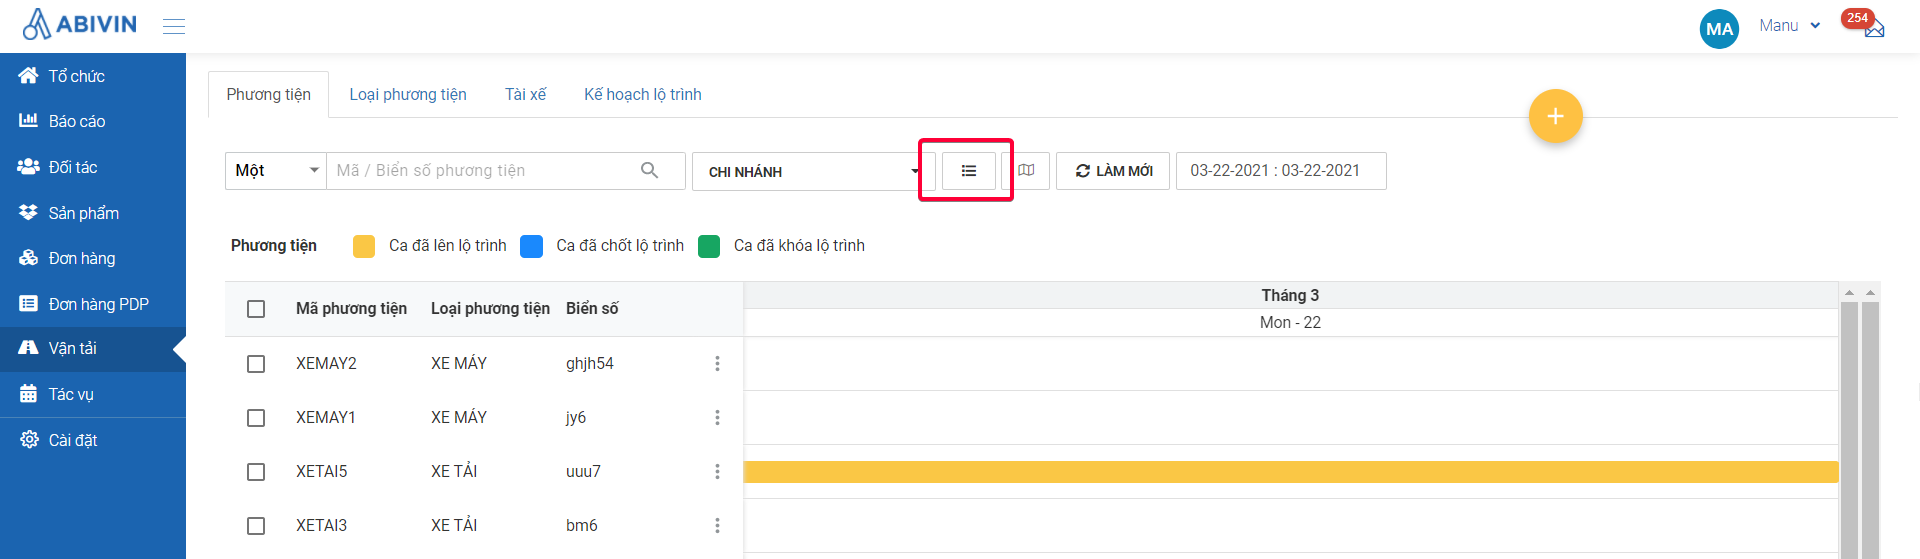 ABIVIN
MA
Manu
254
Tổ chức
Báo cáo
Đối tác
Sản phẩm
Đơn hàng
Đơn hàng PDP
Vận tải
Tác vụ
Cài đặt
Phương tiện
Loại phương tiện
Tài xế
Kế hoạch lộ trình
Một
Mã / Biển số phương tiện
CHI NHÁNH
LÀM MỚI
03-22-2021 : 03-22-2021
Phương tiện
Ca đã lên lộ trình
Ca đã chốt lộ trình
Ca đã khóa lộ trình
Mã phương tiện
Loại phương tiện
Biển số
Tháng 3
Mon - 22
XEMAY2
XE MÁY
ghjh54
XEMAY1
XE MÁY
jy6
XETAI5
XE TẢI
uuu7
XETAI3
XE TẢI
bm6